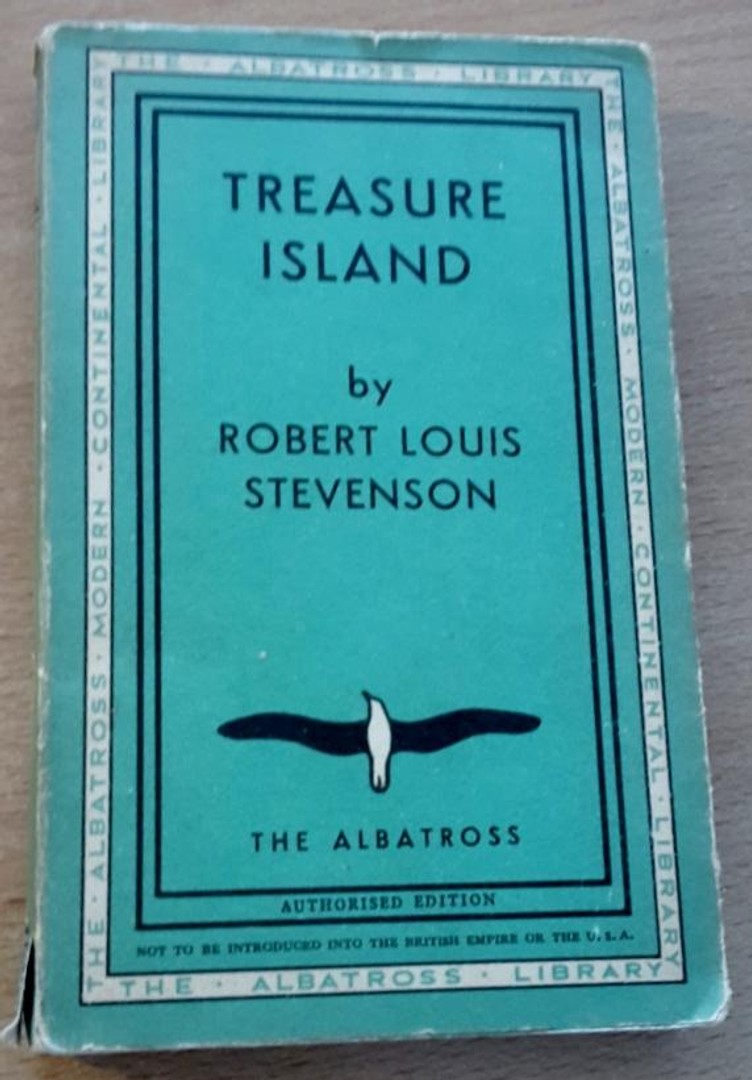 THE · ALBATROSS · LIBRARY
TREASURE
ISLAND
by
ROBERT LOUIS
STEVENSON
THE ALBATROSS
AUTHORISED EDITION
NOT TO BE INTRODUCED INTO THE BRITISH EMPIRE OR THE U.S.A.
THE · ALBATROSS · LIBRARY
THE · ALBATROSS · MODERN · CONTINENTAL · LIBRARY
THE · ALBATROSS · MODERN · CONTINENTAL · LIBRARY